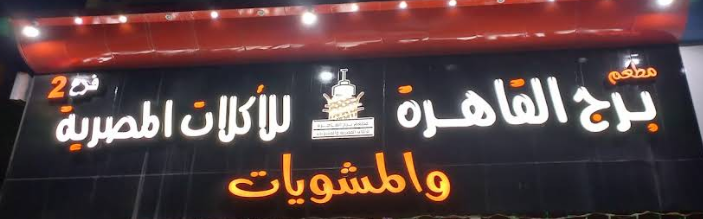 مطعم
برج القاهرة للأكلات المصرية
فرع 2
والمشويات